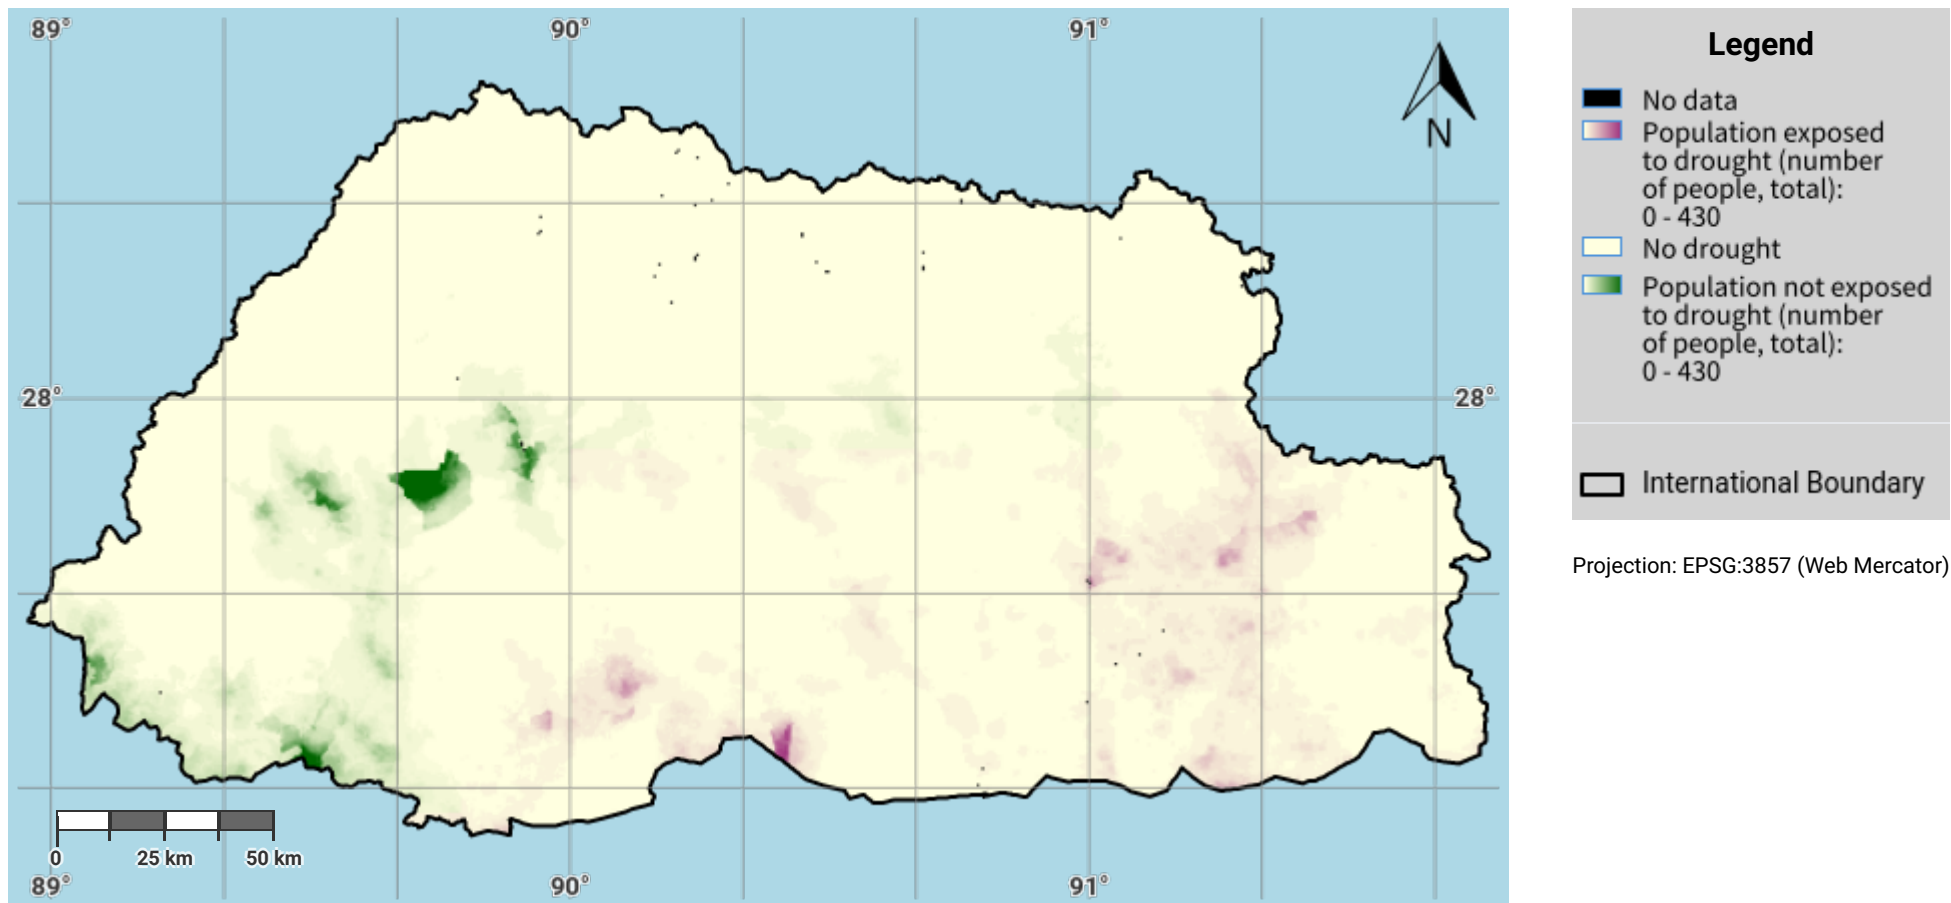 89°
90°
91°
N
28°
28°
0
25 km
50 km
89°
90°
91°
Legend
No data
Population exposed
to drought (number
of people, total):
0 - 430
No drought
Population not exposed
to drought (number
of people, total):
0 - 430
International Boundary
Projection: EPSG:3857 (Web Mercator)